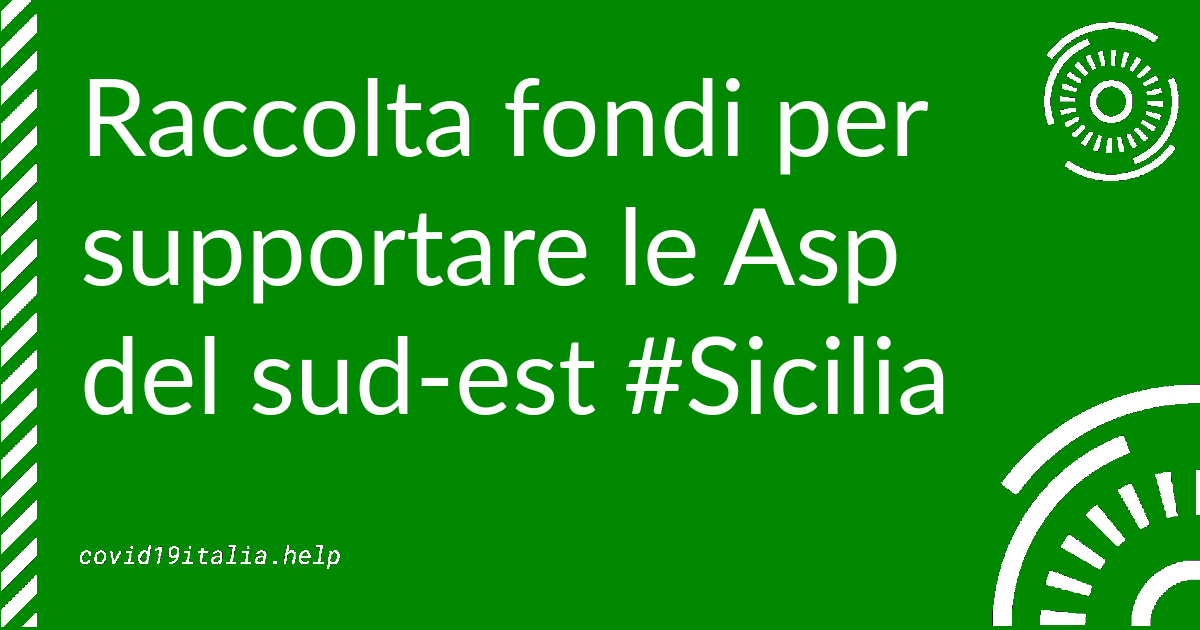 Raccolta fondi per
supportare le Asp
del sud-est #Sicilia
covid19italia.help